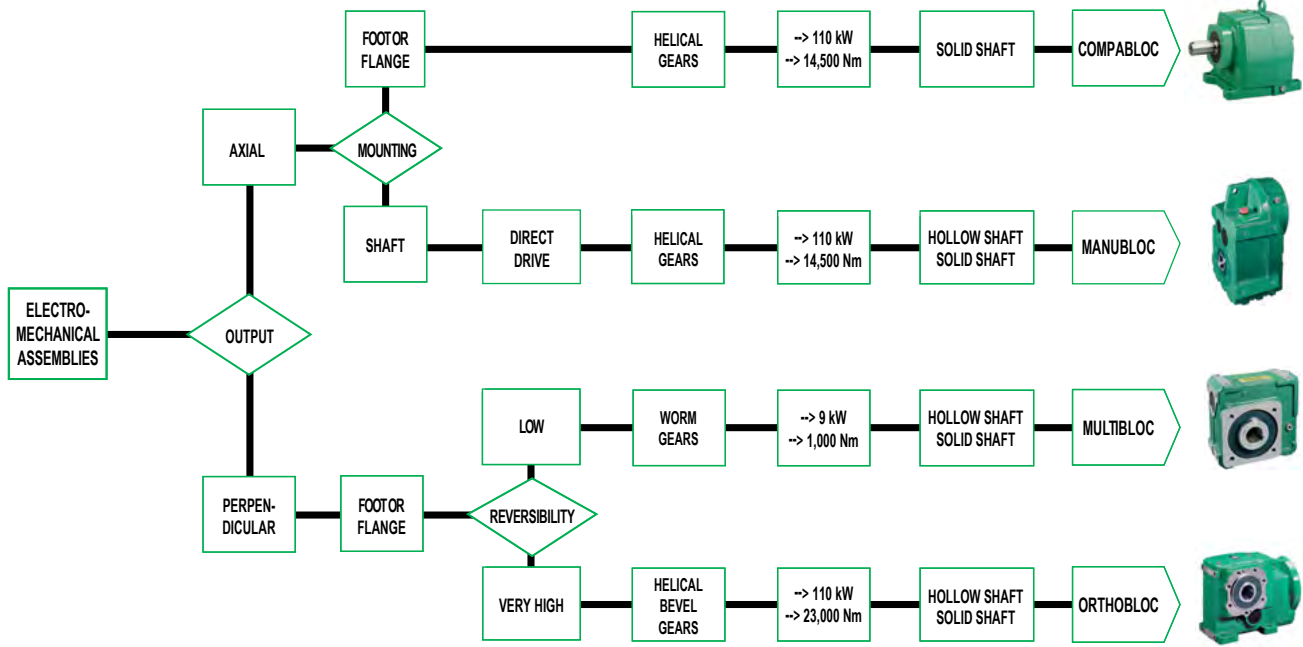 FOOT OR
FLANGE
HELICAL
GEARS
--> 110 kW
--> 14,500 Nm
SOLID SHAFT
COMPABLOC
AXIAL
MOUNTING
SHAFT
DIRECT
DRIVE
HELICAL
GEARS
--> 110 kW
--> 14,500 Nm
HOLLOW SHAFT
SOLID SHAFT
MANUBLOC
ELECTRO-
MECHANICAL
ASSEMBLIES
OUTPUT
LOW
WORM
GEARS
--> 9 kW
--> 1,000 Nm
HOLLOW SHAFT
SOLID SHAFT
MULTIBLOC
PERPEN-
DICULAR
FOOT OR
FLANGE
REVERSIBILITY
VERY HIGH
HELICAL
BEVEL
GEARS
--> 110 kW
--> 23,000 Nm
HOLLOW SHAFT
SOLID SHAFT
ORTHOBLOC